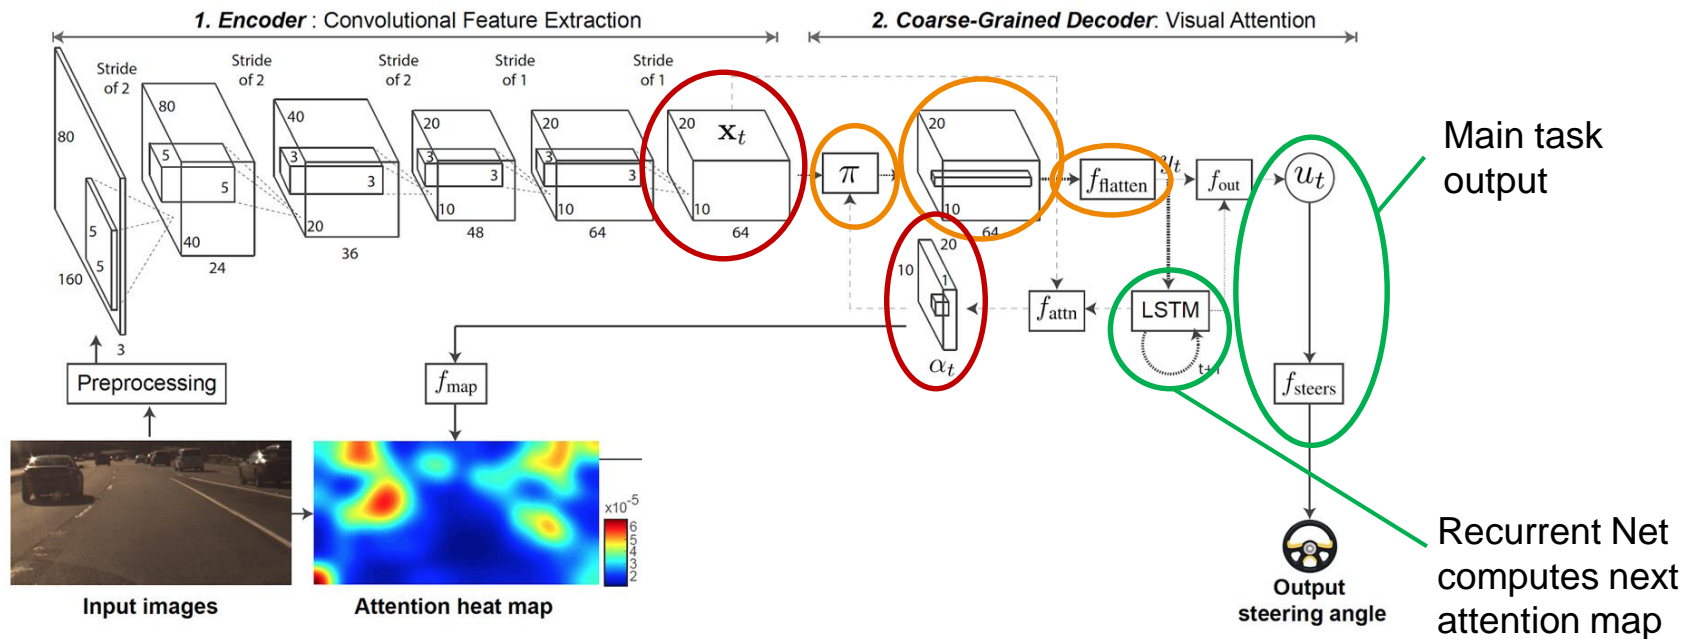 1. Encoder : Convolutional Feature Extraction
2. Coarse-Grained Decoder: Visual Attention
Stride
of 2
Stride
of 2
Stride
of 2
Stride
of 1
Stride
of 1
80
160
3
5
5
80
40
24
5
5
40
20
36
3
3
20
10
48
3
3
20
10
64
3
3
20
10
64
x_t
π
20
10
64
f_flatten
y_t
f_out
u_t
Main task
output
20
10
1
α_t
f_attn
LSTM
t+1
f_steers
f_map
Preprocessing
x10^-5
6
5
4
3
2
Input images
Attention heat map
Output
steering angle
Recurrent Net
computes next
attention map